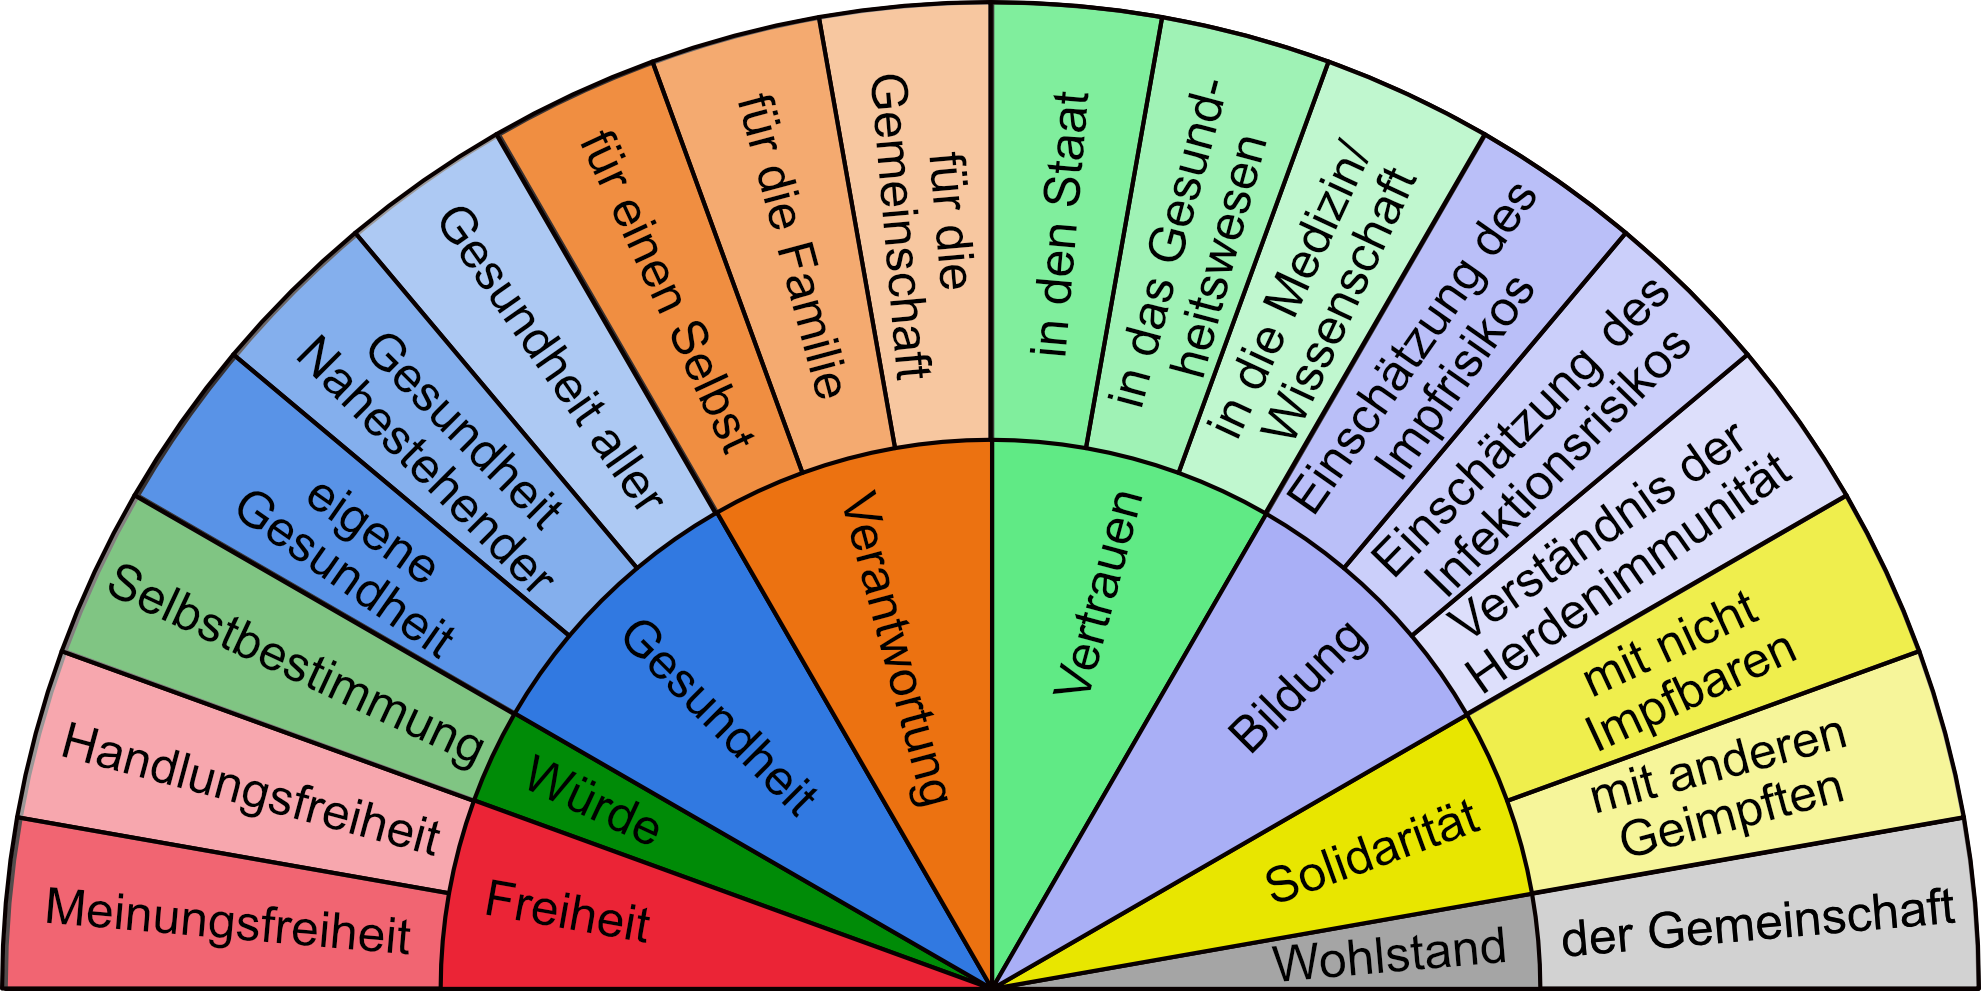 Freiheit
Meinungsfreiheit
Handlungsfreiheit
Würde
Selbstbestimmung
Gesundheit
eigene
Gesundheit
Gesundheit
Nahestehender
Gesundheit aller
Verantwortung
für einen Selbst
für die Familie
für die
Gemeinschaft
Vertrauen
in den Staat
in das Gesund-
heitswesen
in die Medizin/
Wissenschaft
Bildung
Einschätzung des
Impfrisikos
Einschätzung des
Infektionsrisikos
Verständnis der
Herdenimmunität
Solidarität
mit nicht
Impfbaren
mit anderen
Geimpften
Wohlstand
der Gemeinschaft